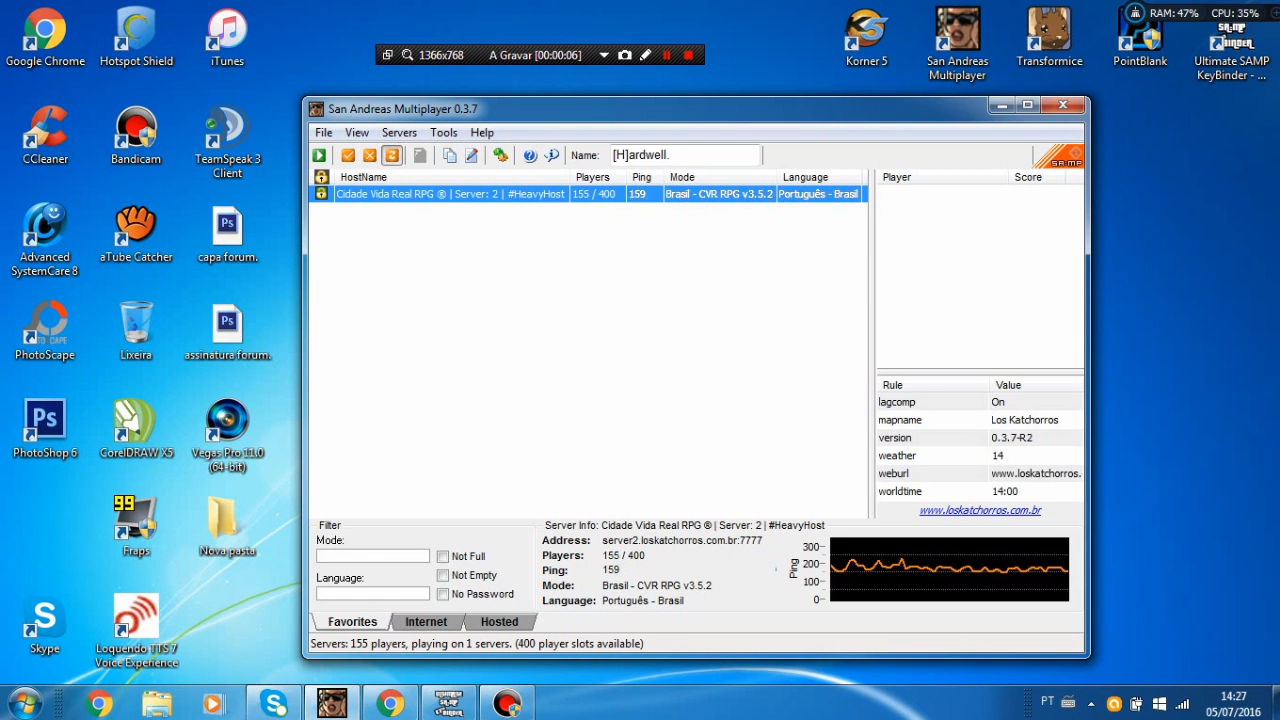 Google Chrome
Hotspot Shield
iTunes
1366x768 A Gravar [00:00:06]
Korner 5
San Andreas
Multiplayer
Transformice
PointBlank
Ultimate SAMP
KeyBinder - ...
RAM: 47% CPU: 35%
CCleaner
Bandicam
TeamSpeak 3
Client
Advanced
SystemCare 8
aTube Catcher
Ps
capa forum.
PhotoScape
Lixeira
Ps
assinatura forum.
Ps
PhotoShop 6
CorelDRAW X5
Vegas Pro 11.0
(64-bit)
99
Fraps
Nova pasta
Skype
Loquendo TTS 7
Voice Experience
San Andreas Multiplayer 0.3.7
File View Servers Tools Help
Name: [H]ardwell.
SA:MP
HostName Players Ping Mode Language
Cidade Vida Real RPG ® | Server: 2 | #HeavyHost 155 / 400 159 Brasil - CVR RPG v3.5.2 Português - Brasil
Player Score
Rule Value
lagcomp On
mapname Los Katchorros
version 0.3.7-R2
weather 14
weburl www.loskatchorros.
worldtime 14:00
www.loskatchorros.com.br
Filter
Mode:
Not Full
Language:
Not Empty
No Password
Server Info: Cidade Vida Real RPG ® | Server: 2 | #HeavyHost
Address: server2.loskatchorros.com.br:7777
Players: 155 / 400
Ping: 159
Mode: Brasil - CVR RPG v3.5.2
Language: Português - Brasil
Ping
300
200
100
0
Favorites Internet Hosted
Servers: 155 players, playing on 1 servers. (400 player slots available)
PT
14:27
05/07/2016